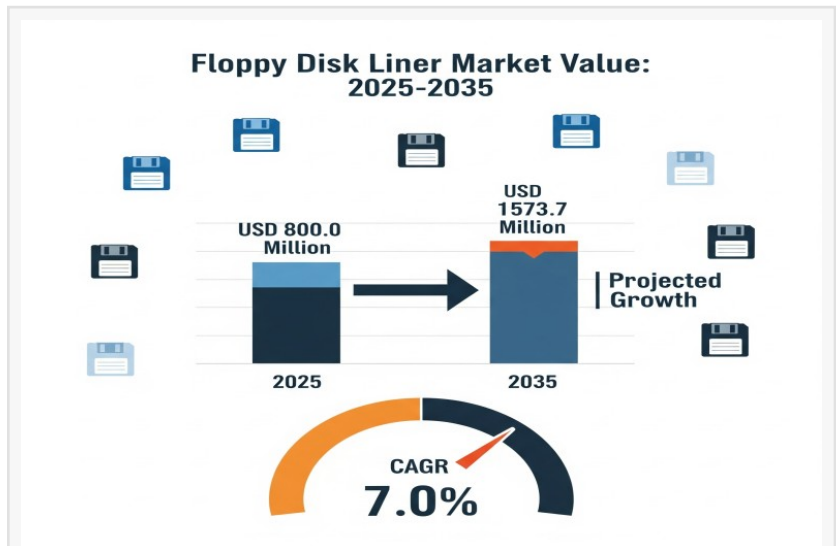 Floppy Disk Liner Market Value:
2025-2035
USD 800.0
Million
USD
1573.7
Million
Projected
Growth
2025
2035
CAGR
7.0%